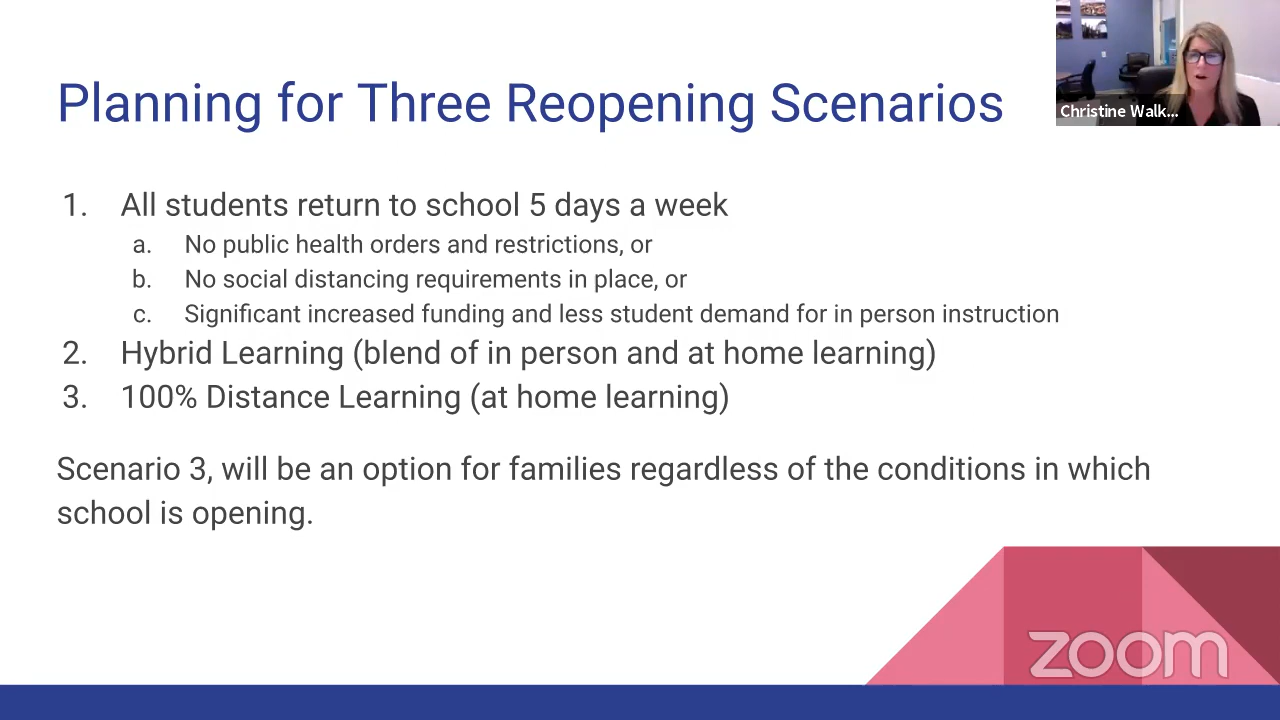 Planning for Three Reopening Scenarios
Christine Walk...
1. All students return to school 5 days a week
a. No public health orders and restrictions, or
b. No social distancing requirements in place, or
c. Significant increased funding and less student demand for in person instruction
2. Hybrid Learning (blend of in person and at home learning)
3. 100% Distance Learning (at home learning)
Scenario 3, will be an option for families regardless of the conditions in which
school is opening.
zoom